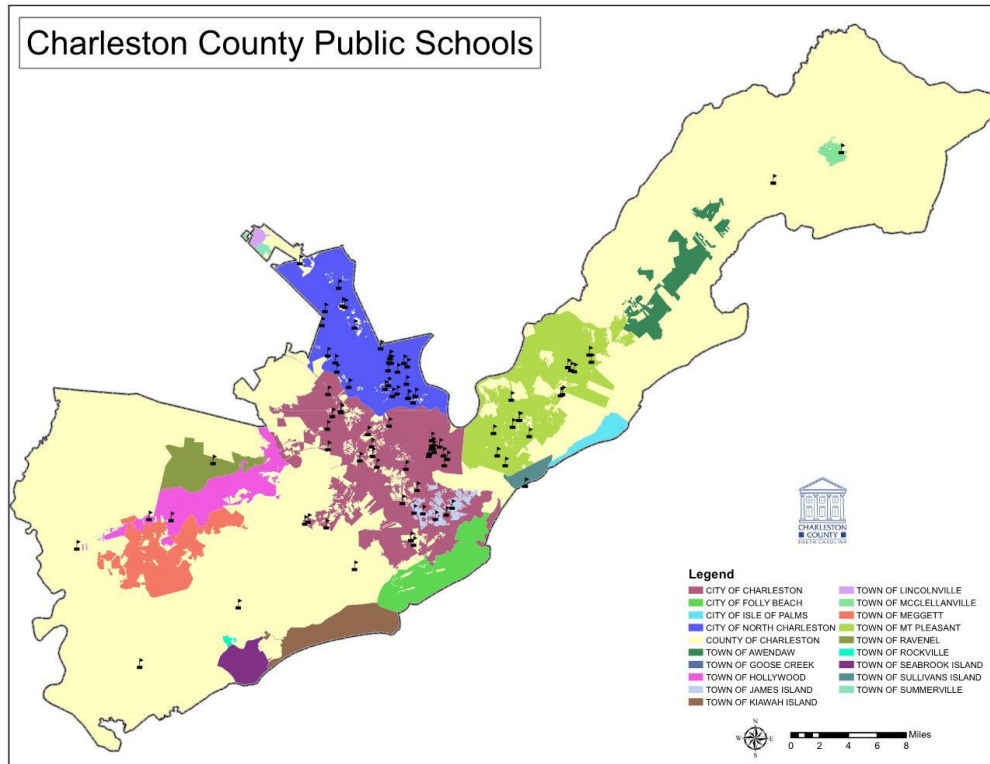 Charleston County Public Schools
CHARLESTON
COUNTY
SOUTH CAROLINA
Legend
CITY OF CHARLESTON
CITY OF FOLLY BEACH
CITY OF ISLE OF PALMS
CITY OF NORTH CHARLESTON
COUNTY OF CHARLESTON
TOWN OF AWENDAW
TOWN OF GOOSE CREEK
TOWN OF HOLLYWOOD
TOWN OF JAMES ISLAND
TOWN OF KIAWAH ISLAND
TOWN OF LINCOLNVILLE
TOWN OF MCCLELLANVILLE
TOWN OF MEGGETT
TOWN OF MT PLEASANT
TOWN OF RAVENEL
TOWN OF ROCKVILLE
TOWN OF SEABROOK ISLAND
TOWN OF SULLIVANS ISLAND
TOWN OF SUMMERVILLE
N
W E
S
Miles
0 2 4 6 8